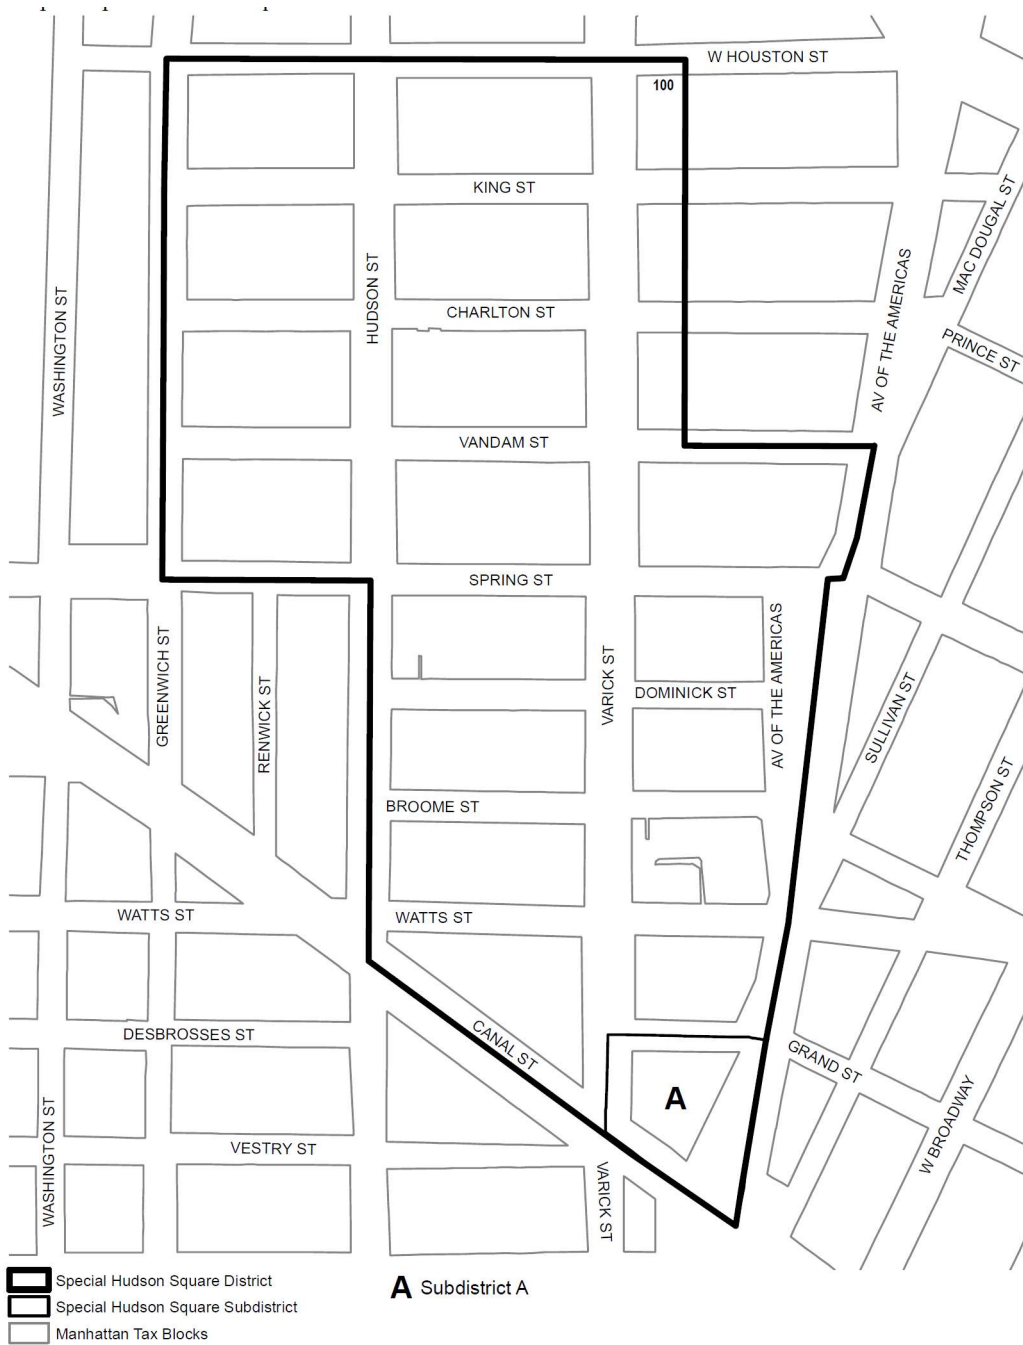 W HOUSTON ST
100
KING ST
MAC DOUGAL ST
HUDSON ST
CHARLTON ST
AV OF THE AMERICAS
WASHINGTON ST
PRINCE ST
VANDAM ST
SPRING ST
GREENWICH ST
RENWICK ST
VARICK ST
DOMINICK ST
AV OF THE AMERICAS
SULLIVAN ST
THOMPSON ST
BROOME ST
WATTS ST
WATTS ST
DESBROSSES ST
CANAL ST
GRAND ST
A
W BROADWAY
WASHINGTON ST
VESTRY ST
VARICK ST
Special Hudson Square District
A Subdistrict A
Special Hudson Square Subdistrict
Manhattan Tax Blocks